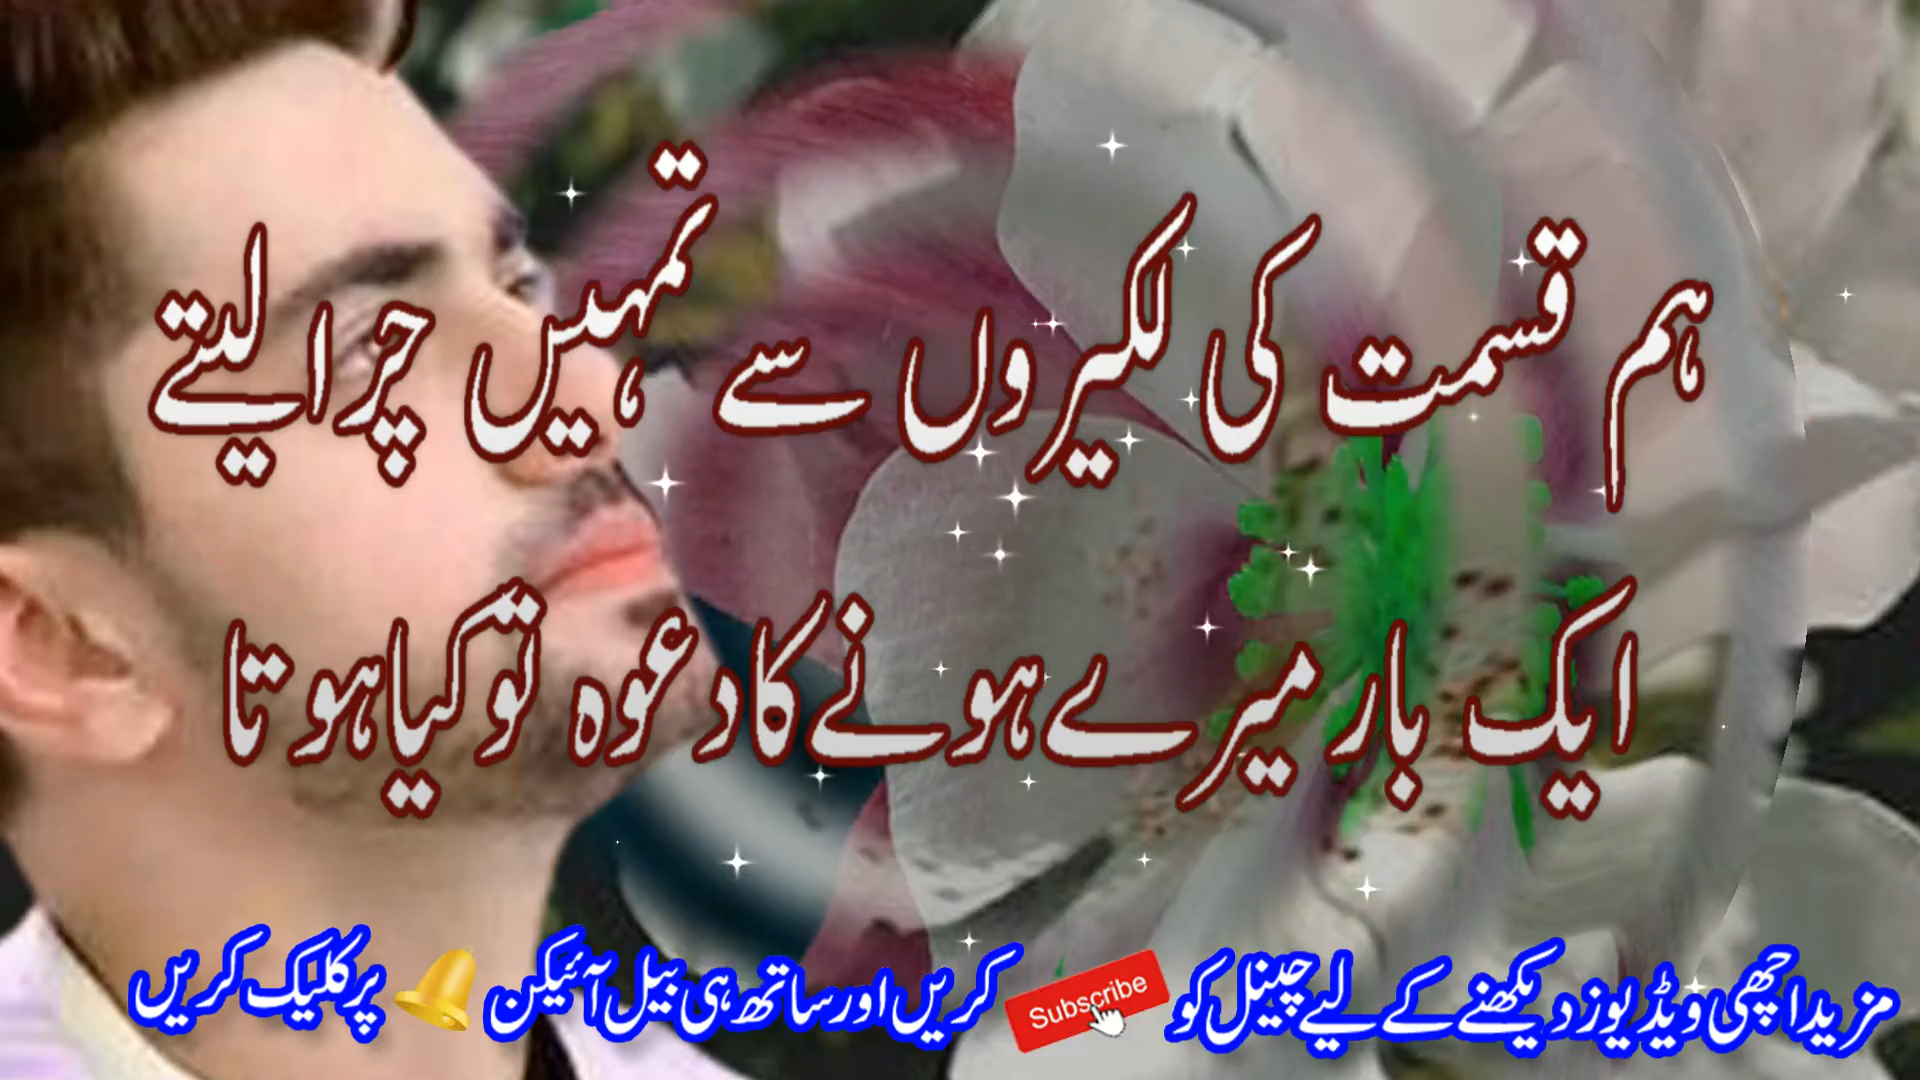 ہم قسمت کی لکیروں سے تمہیں چرا لیتے
ایک بار میرے ہونے کا دعوہ تو کیا ہوتا
مزید اچھی ویڈیوز دیکھنے کے لیے چینل کو Subscribe کریں اور ساتھ ہی بیل آئیکن پر کلیک کریں